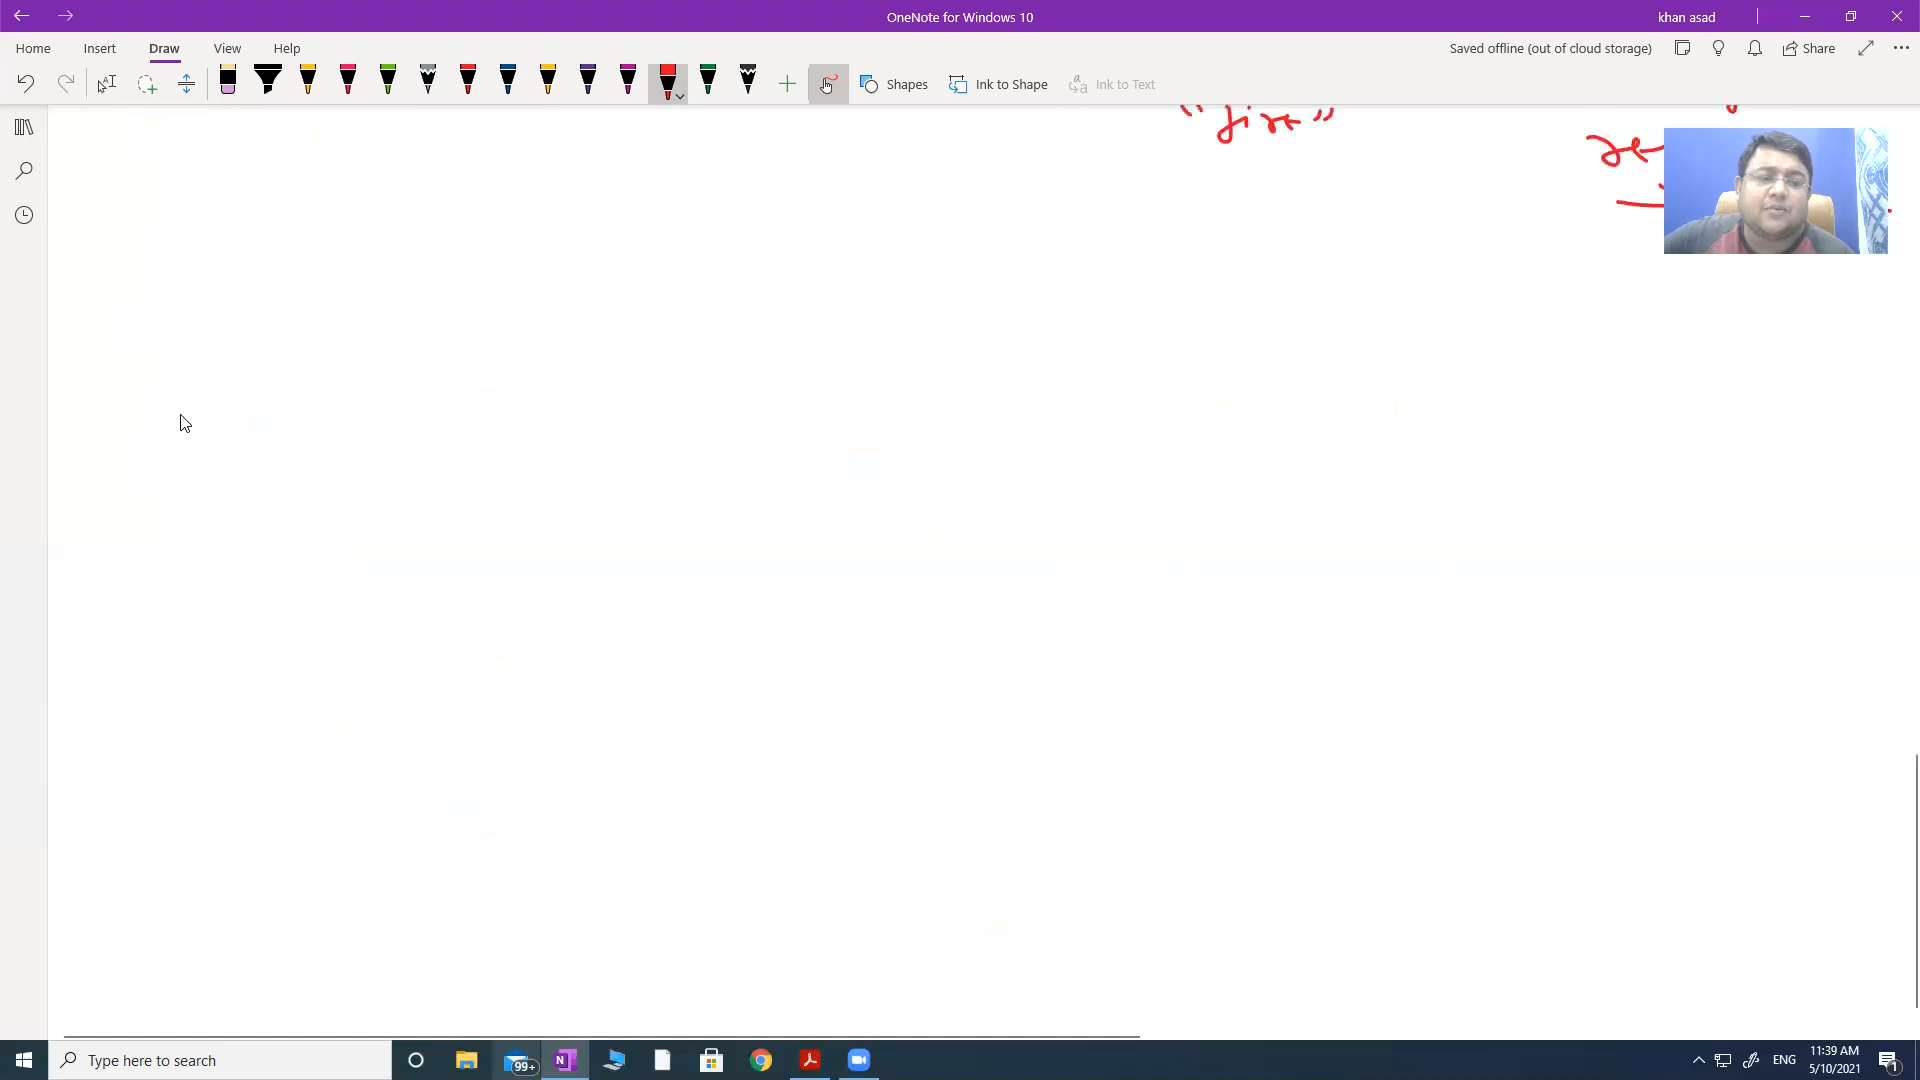 OneNote for Windows 10
khan asad
Home Insert Draw View Help
Saved offline (out of cloud storage)
Share
Shapes
Ink to Shape
Ink to Text
Type here to search
99+
ENG
11:39 AM
5/10/2021
1